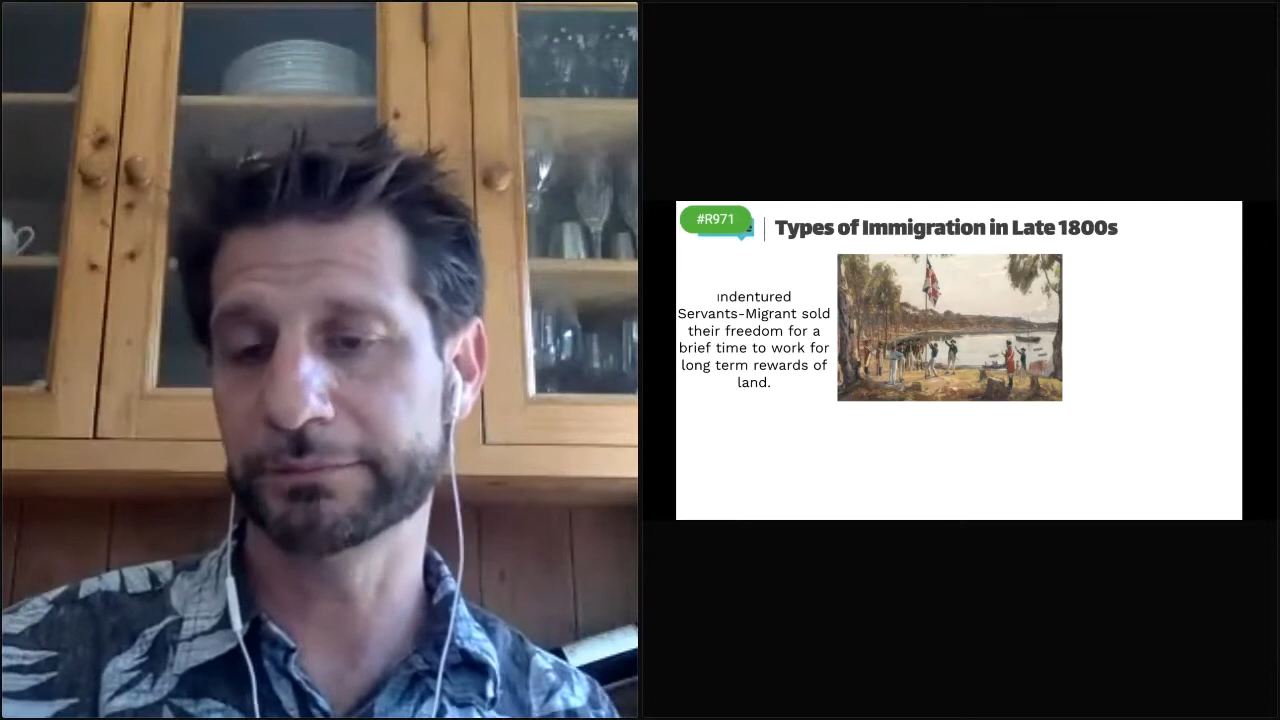 #R971
Types of Immigration in Late 1800s
Indentured
Servants-Migrant sold
their freedom for a
brief time to work for
long term rewards of
land.